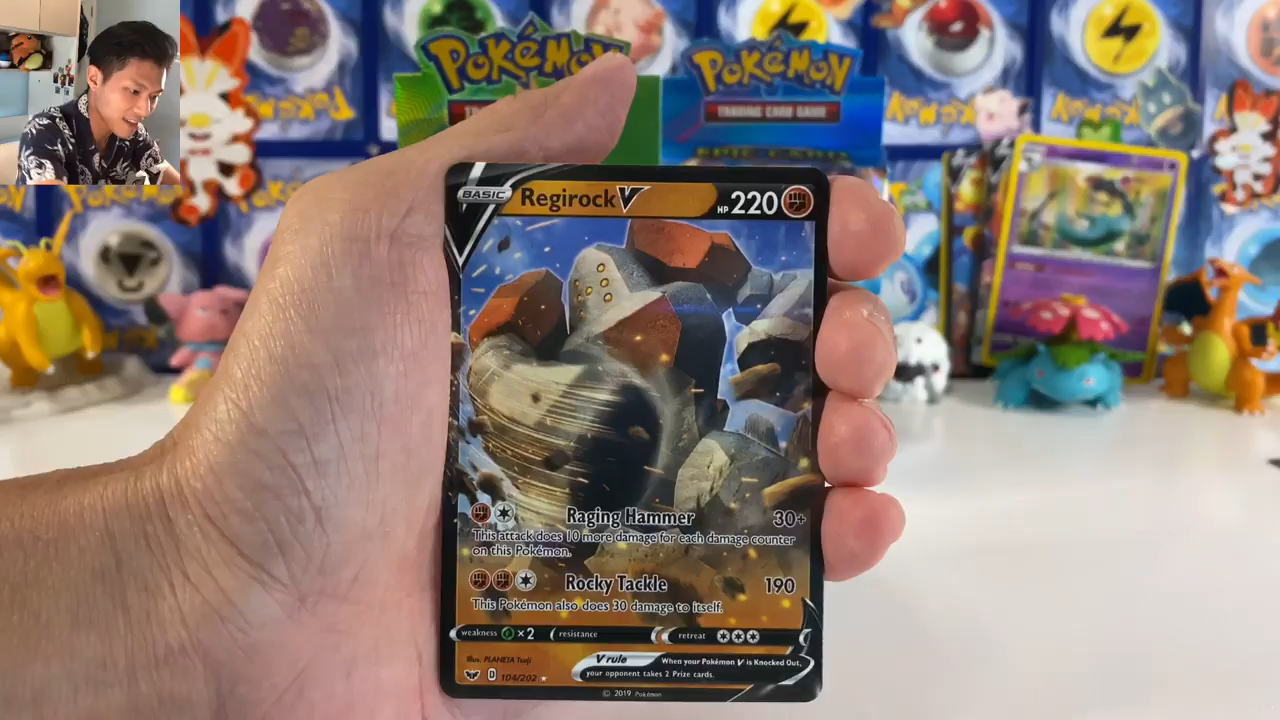 Pokémon
Pokémon
TRADING CARD GAME
BASIC
Regirock V
HP 220
Raging Hammer 30+
This attack does 10 more damage for each damage counter
on this Pokémon.
Rocky Tackle 190
This Pokémon also does 30 damage to itself.
weakness ×2 resistance retreat
Illus. PLANETA Tsuji
V rule When your Pokémon V is Knocked Out,
your opponent takes 2 Prize cards.
D 104/202
© 2019 Pokémon